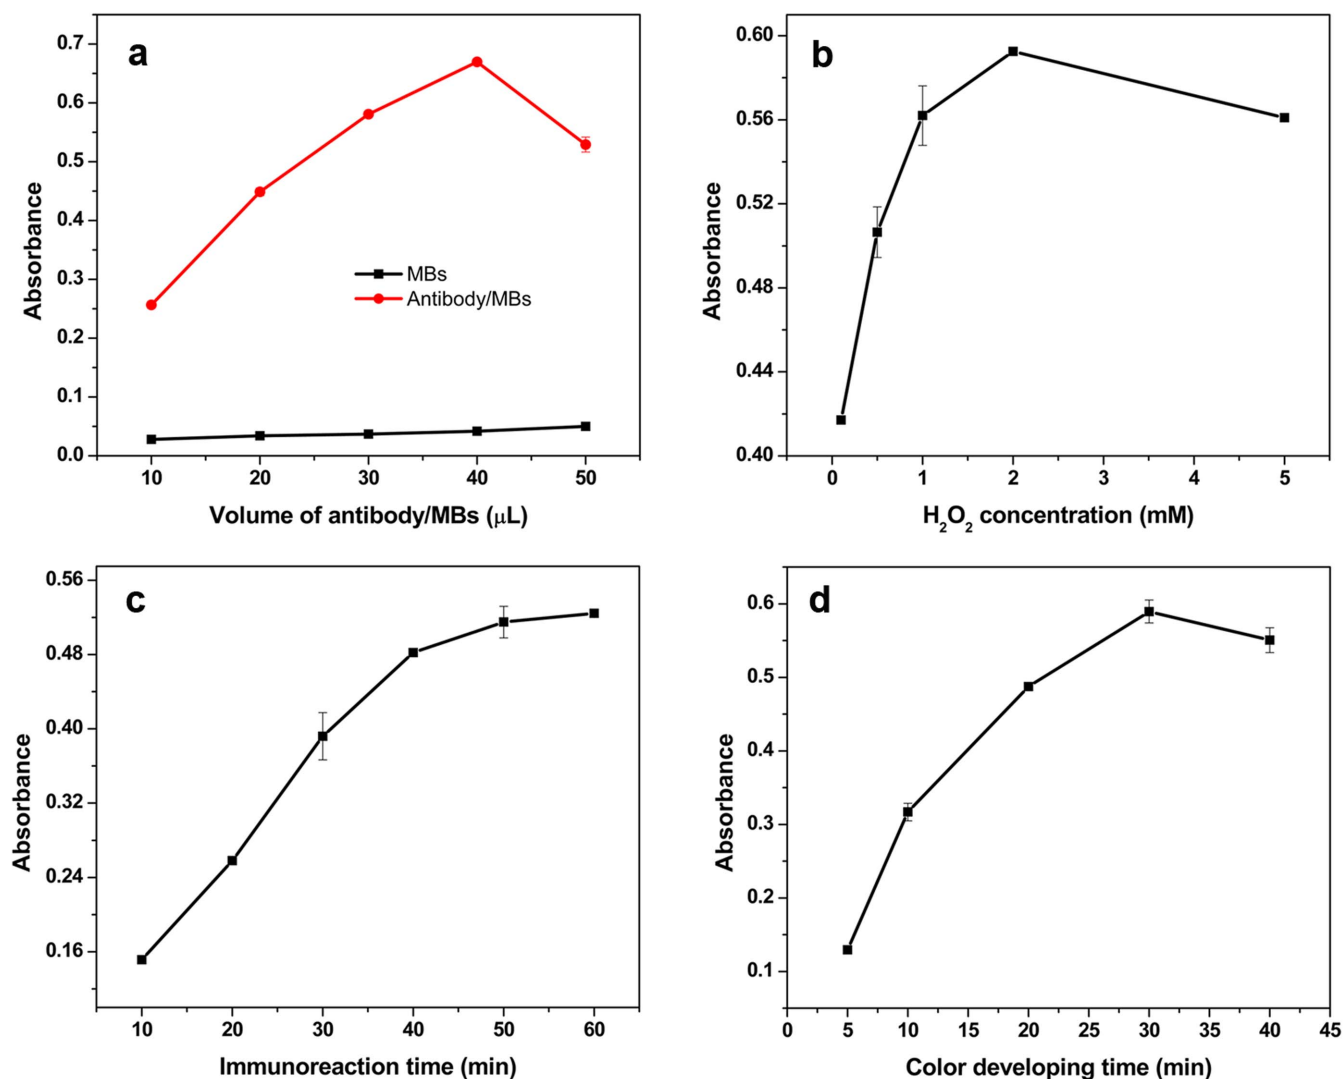 a
Absorbance
0.7
0.6
0.5
0.4
0.3
0.2
0.1
0.0
MBs
Antibody/MBs
10 20 30 40 50
Volume of antibody/MBs (μL)
b
Absorbance
0.60
0.56
0.52
0.48
0.44
0.40
0 1 2 3 4 5
H₂O₂ concentration (mM)
c
Absorbance
0.56
0.48
0.40
0.32
0.24
0.16
10 20 30 40 50 60
Immunoreaction time (min)
d
Absorbance
0.6
0.5
0.4
0.3
0.2
0.1
0 5 10 15 20 25 30 35 40 45
Color developing time (min)